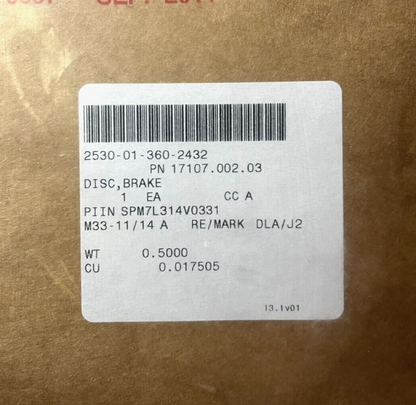 2530-01-360-2432
PN 17107.002.03
DISC,BRAKE
1 EA CC A
PIIN SPM7L314V0331
M33-11/14 A RE/MARK DLA/J2
WT 0.5000
CU 0.017505
13.1v01